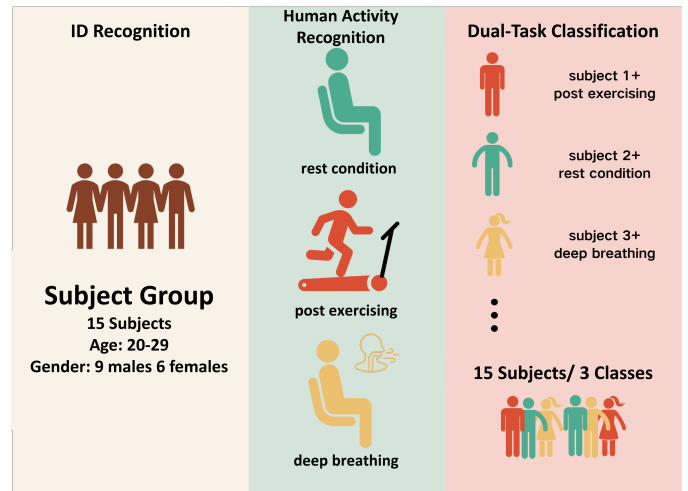 ID Recognition
Subject Group
15 Subjects
Age: 20-29
Gender: 9 males 6 females
Human Activity
Recognition
rest condition
post exercising
deep breathing
Dual-Task Classification
subject 1+
post exercising
subject 2+
rest condition
subject 3+
deep breathing
15 Subjects/ 3 Classes